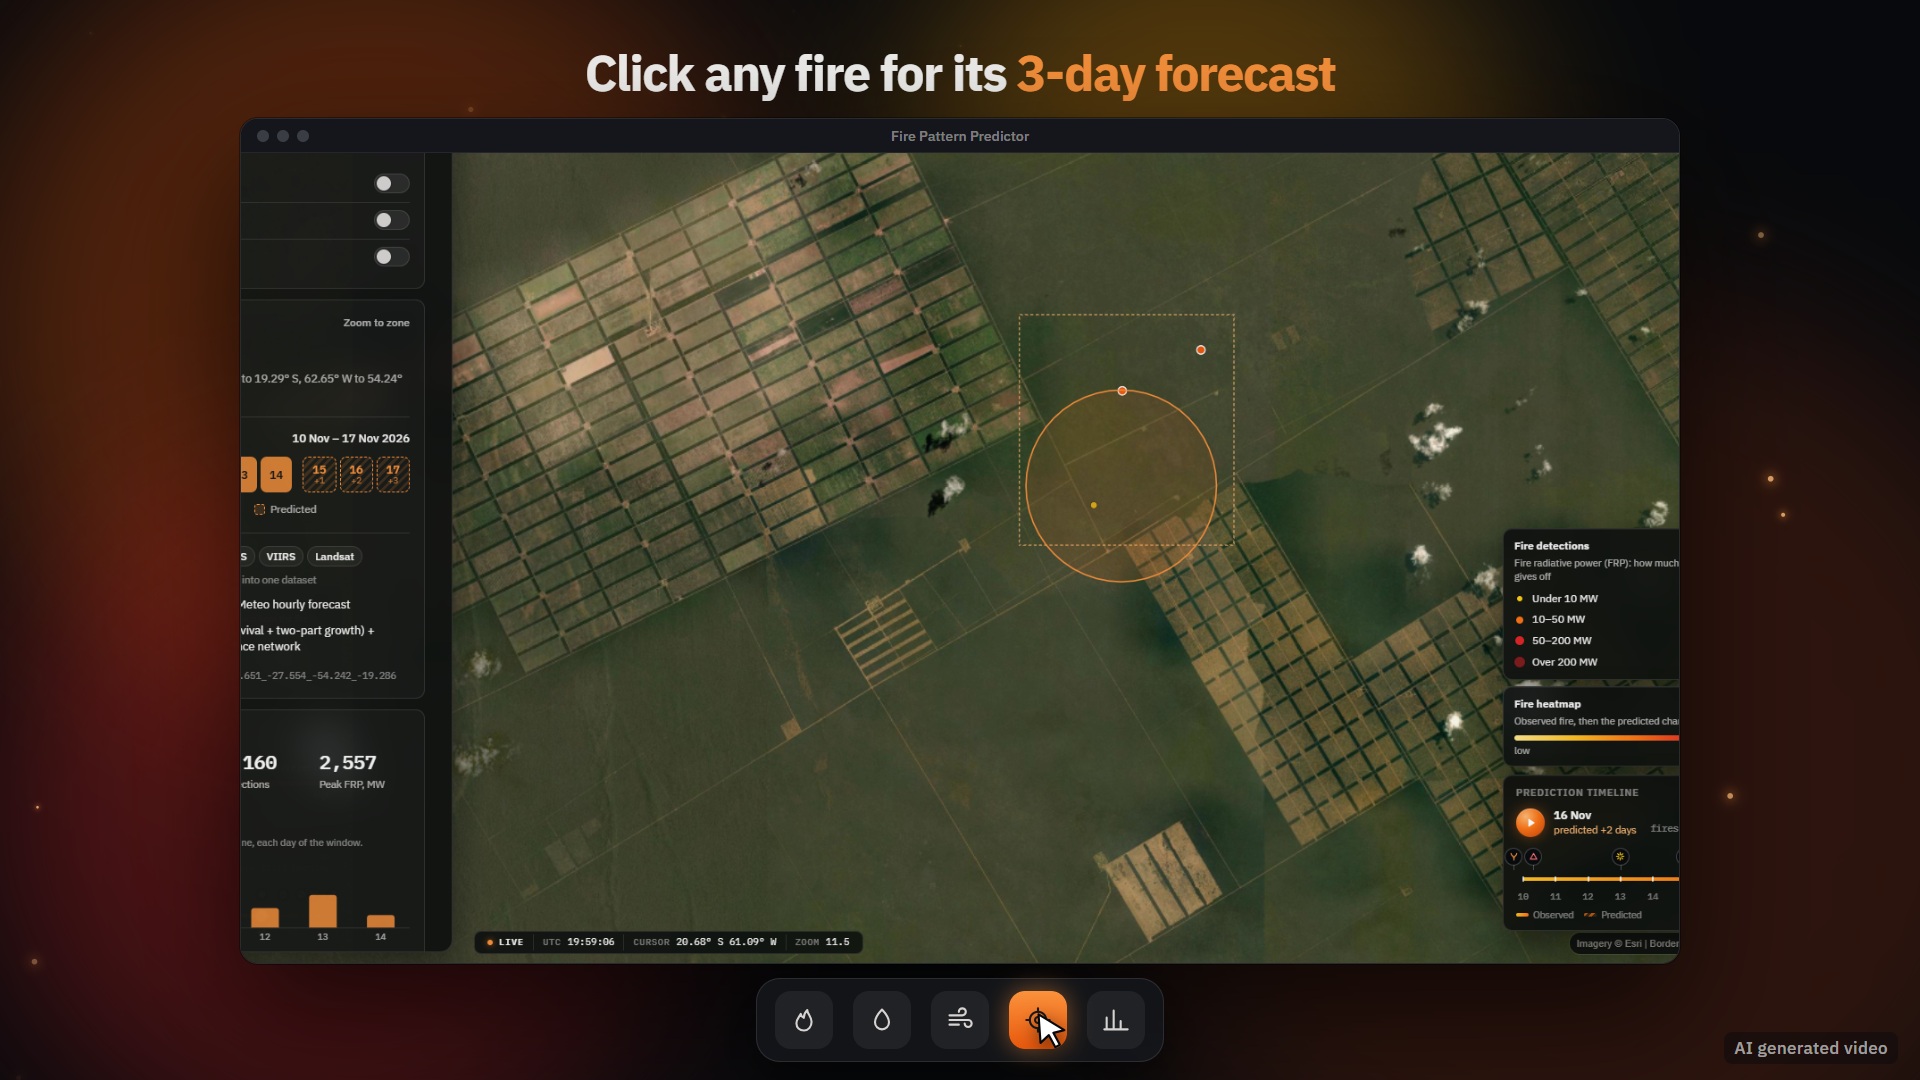 Click any fire for its 3-day forecast
Fire Pattern Predictor
Zoom to zone
to 19.29° S, 62.65° W to 54.24°
10 Nov – 17 Nov 2026
3 14 15 16 17
+1 +2 +3
Predicted
S VIIRS Landsat
into one dataset
Meteo hourly forecast
vival + two-part growth) +
nce network
.651_-27.554_-54.242_-19.286
160 2,557
ctions Peak FRP, MW
me, each day of the window.
12 13 14
LIVE UTC 19:59:06 CURSOR 20.68° S 61.09° W ZOOM 11.5
Fire detections
Fire radiative power (FRP): how much
gives off
Under 10 MW
10–50 MW
50–200 MW
Over 200 MW
Fire heatmap
Observed fire, then the predicted cha
low
PREDICTION TIMELINE
16 Nov
predicted +2 days fires
10 11 12 13 14
Observed Predicted
Imagery © Esri | Border
AI generated video